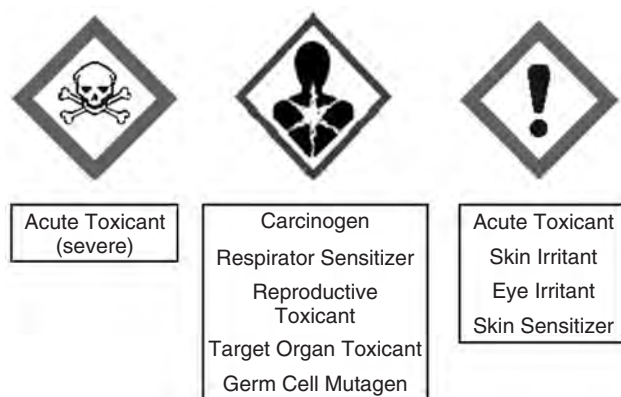 Acute Toxicant
(severe)
Carcinogen
Respirator Sensitizer
Reproductive
Toxicant
Target Organ Toxicant
Germ Cell Mutagen
Acute Toxicant
Skin Irritant
Eye Irritant
Skin Sensitizer